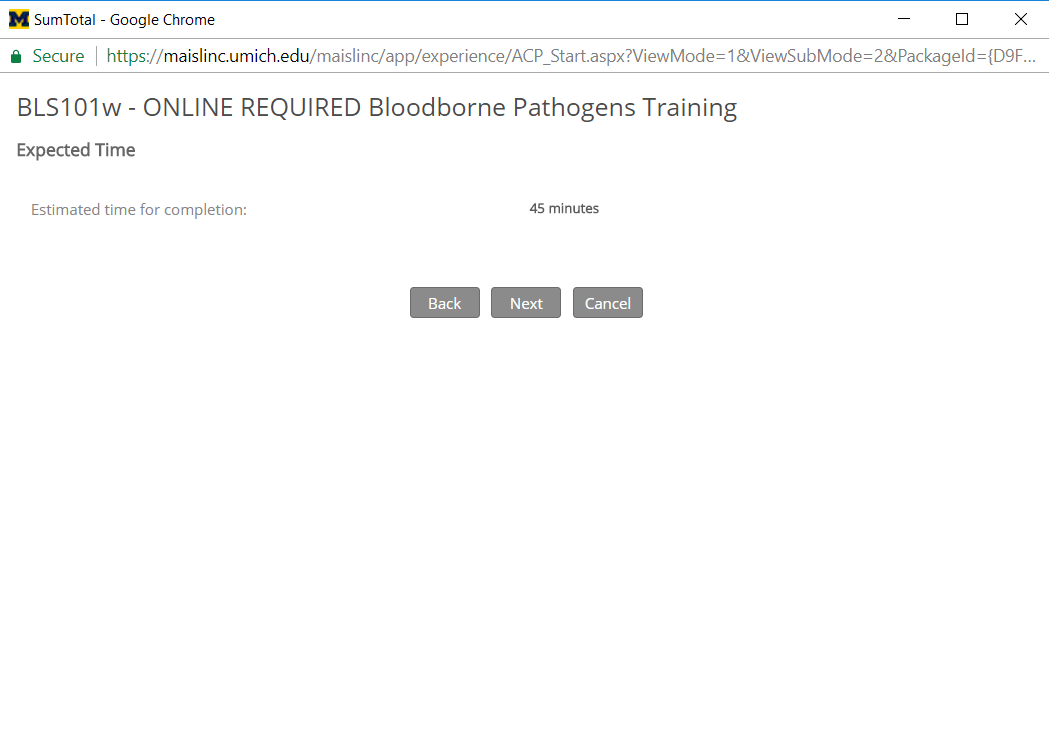 M SumTotal - Google Chrome
Secure https://maislinc.umich.edu/maislinc/app/experience/ACP_Start.aspx?ViewMode=1&ViewSubMode=2&PackageId={D9F...
BLS101w - ONLINE REQUIRED Bloodborne Pathogens Training
Expected Time
Estimated time for completion: 45 minutes
Back Next Cancel